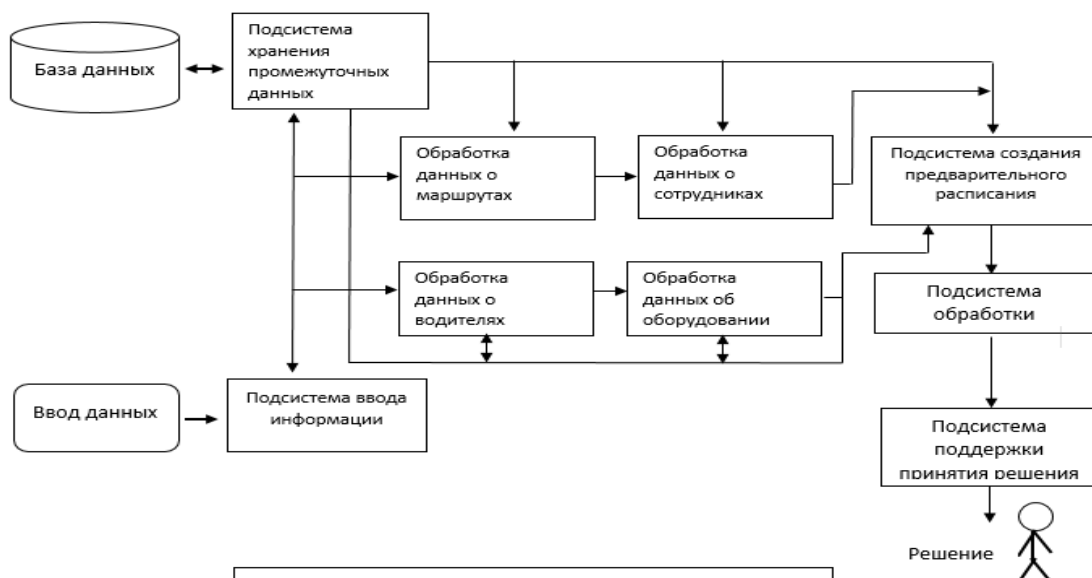 База данных
Подсистема
хранения
промежуточных
данных
Обработка
данных о
маршрутах
Обработка
данных о
сотрудниках
Подсистема создания
предварительного
расписания
Обработка
данных о
водителях
Обработка
данных об
оборудовании
Подсистема
обработки
Ввод данных
Подсистема ввода
информации
Подсистема
поддержки
принятия решения
Решение